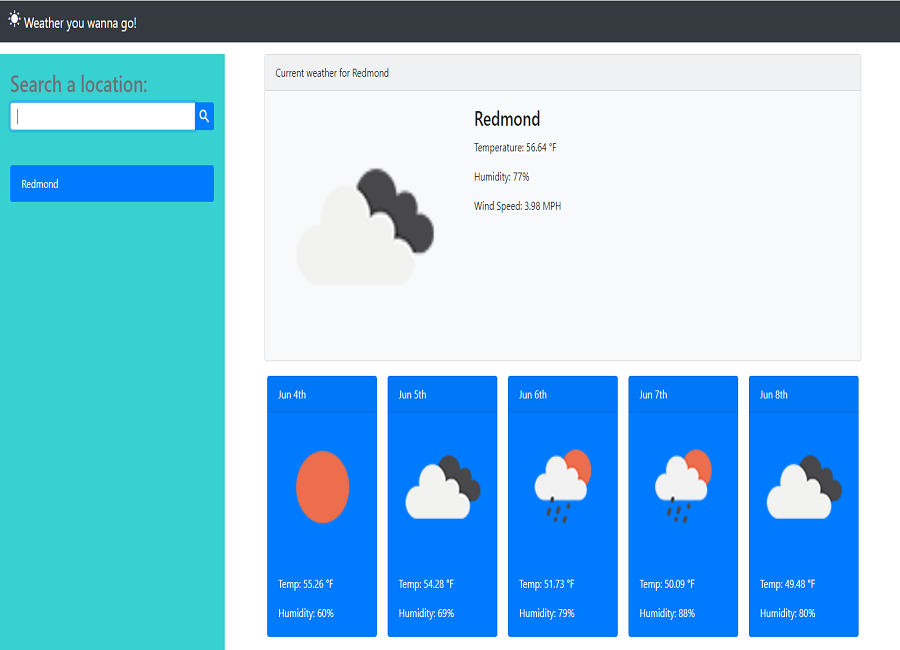 Weather you wanna go!
Search a location:
Redmond
Current weather for Redmond
Redmond
Temperature: 56.64 °F
Humidity: 77%
Wind Speed: 3.98 MPH
Jun 4th
Temp: 55.26 °F
Humidity: 60%
Jun 5th
Temp: 54.28 °F
Humidity: 69%
Jun 6th
Temp: 51.73 °F
Humidity: 79%
Jun 7th
Temp: 50.09 °F
Humidity: 88%
Jun 8th
Temp: 49.48 °F
Humidity: 80%